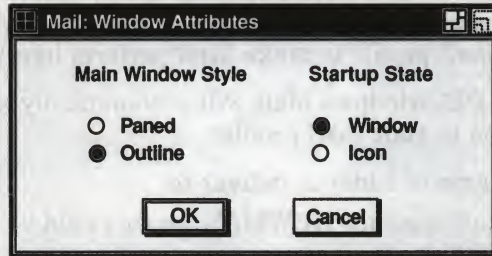 Mail: Window Attributes
Main Window Style Startup State
Paned Window
Outline Icon
OK Cancel